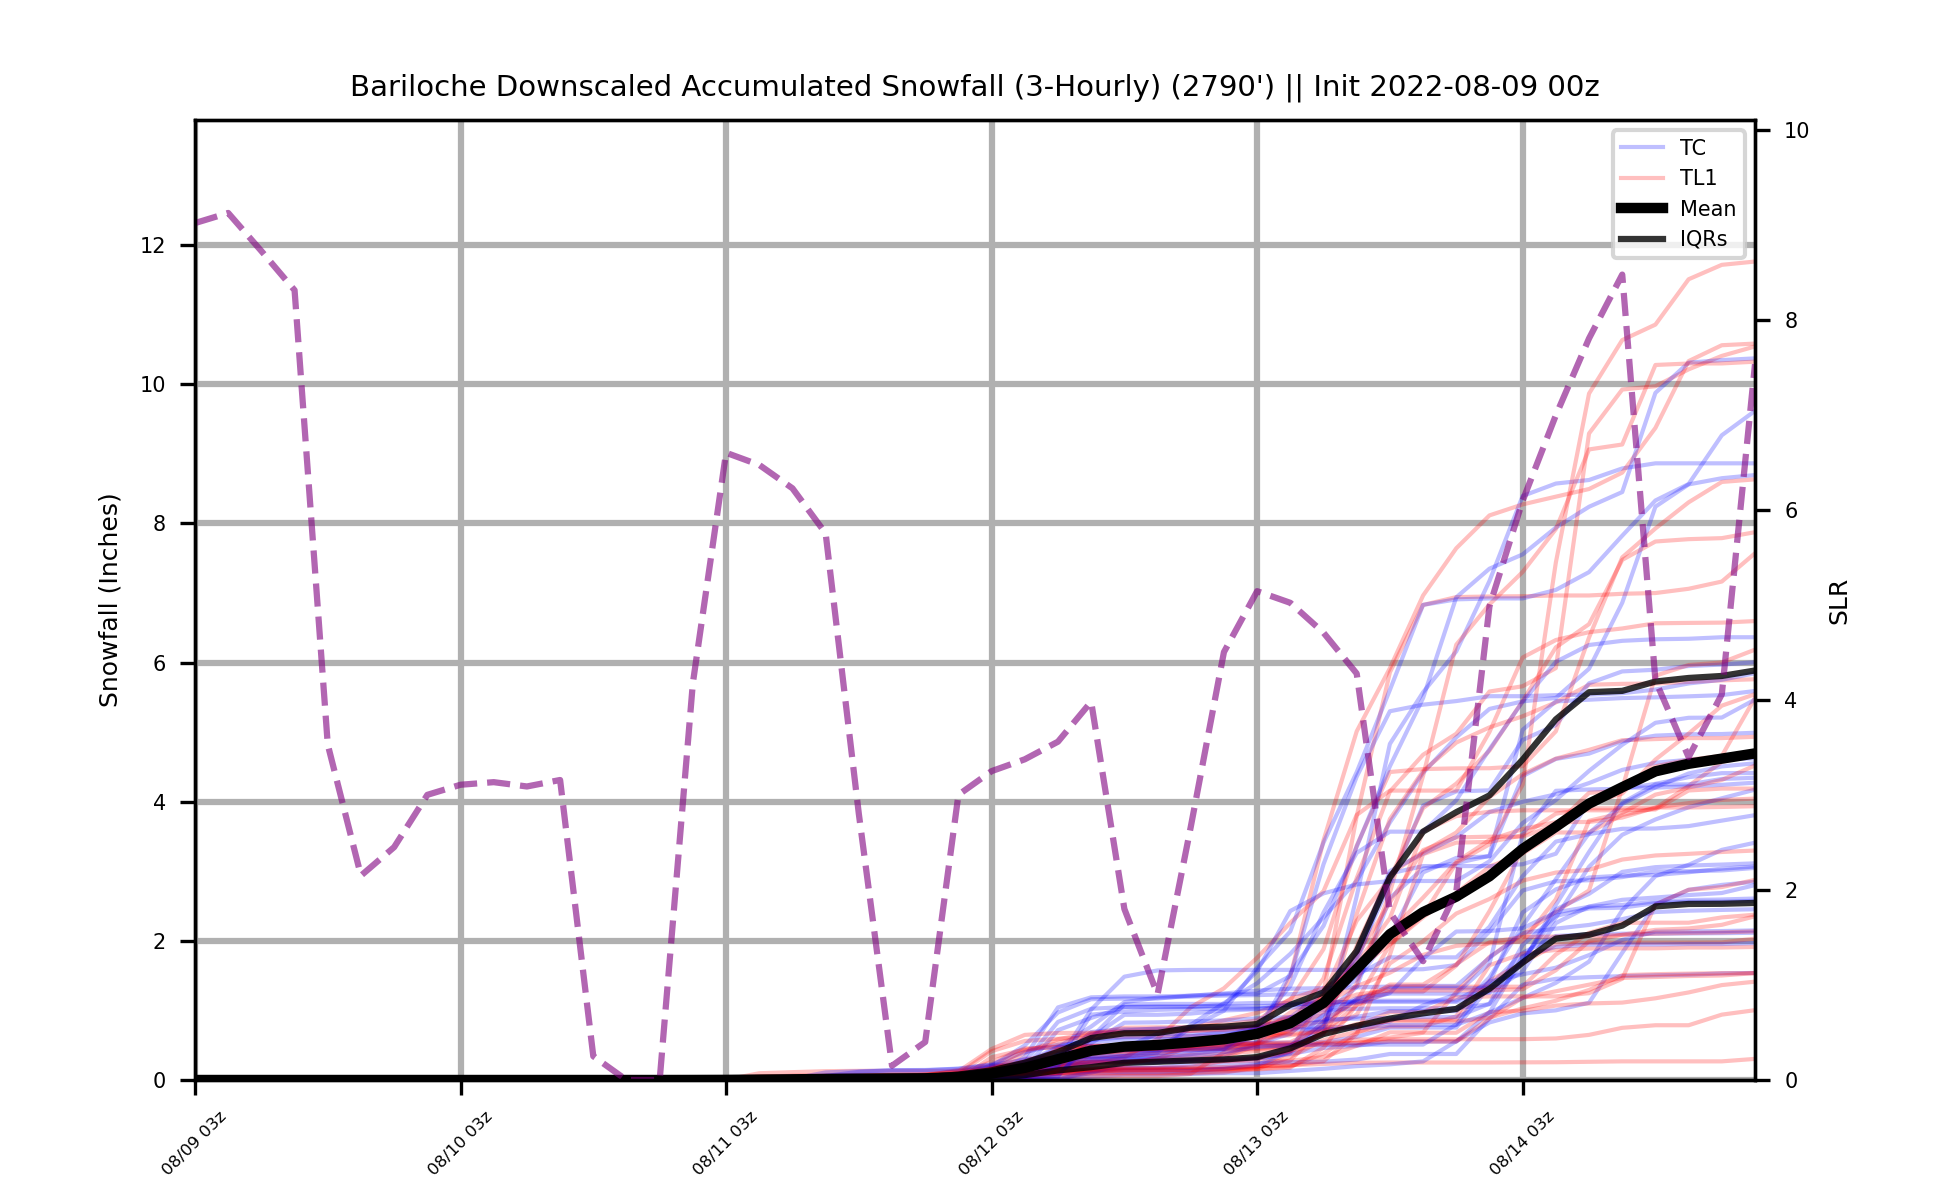 Bariloche Downscaled Accumulated Snowfall (3-Hourly) (2790') || Init 2022-08-09 00z
TC
TL1
Mean
IQRs
Snowfall (Inches)
12
10
8
6
4
2
0
10
8
6
4
2
0
SLR
08/09 03z
08/10 03z
08/11 03z
08/12 03z
08/13 03z
08/14 03z